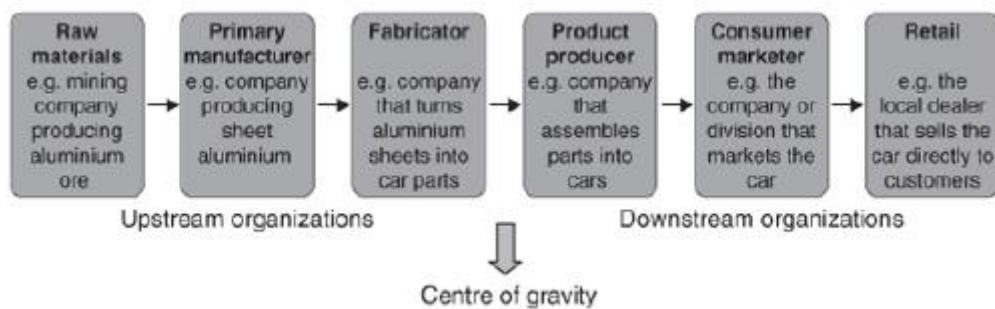 Raw
materials
e.g. mining
company
producing
aluminium
ore
Primary
manufacturer
e.g. company
producing
sheet
aluminium
Fabricator
e.g. company
that turns
aluminium
sheets into
car parts
Product
producer
e.g. company
that
assembles
parts into
cars
Consumer
marketer
e.g. the
company or
division that
markets the
car
Retail
e.g. the
local dealer
that sells the
car directly to
customers
Upstream organizations
Downstream organizations
Centre of gravity